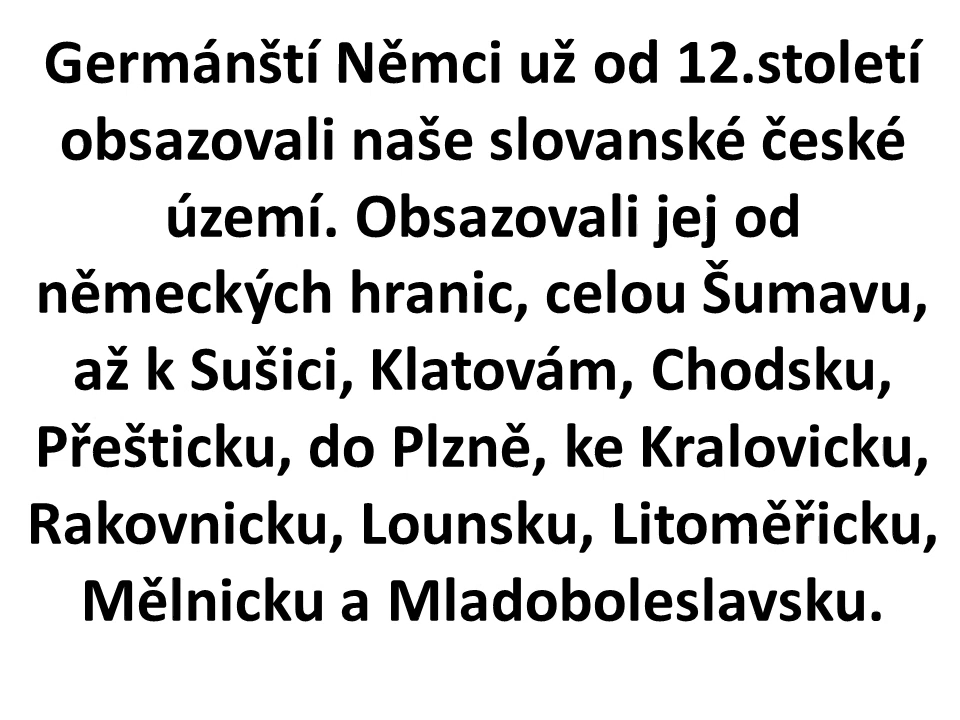 Germánští Němci už od 12.století
obsazovali naše slovanské české
území. Obsazovali jej od
německých hranic, celou Šumavu,
až k Sušici, Klatovám, Chodsku,
Přešticku, do Plzně, ke Kralovicku,
Rakovnicku, Lounsku, Litoměřicku,
Mělnicku a Mladoboleslavsku.